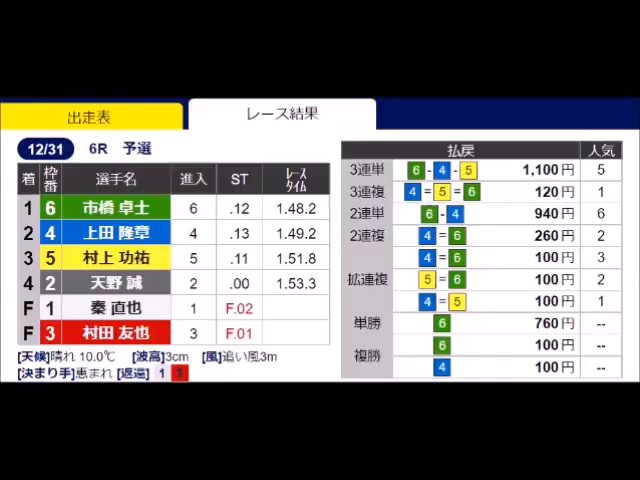 出走表 レース結果
12/31 6R 予選
着 枠番 選手名 進入 ST レースタイム
1 6 市橋 卓士 6 .12 1.48.2
2 4 上田 隆章 4 .13 1.49.2
3 5 村上 功祐 5 .11 1.51.8
4 2 天野 誠 2 .00 1.53.3
F 1 秦 直也 1 F.02
F 3 村田 友也 3 F.01
[天候]晴れ 10.0℃ [波高]3cm [風]追い風3m
[決まり手]恵まれ [返還] 1 3
払戻 人気
3連単 6-4-5 1,100円 5
3連複 4=5=6 120円 1
2連単 6-4 940円 6
2連複 4=6 260円 2
拡連複 4=6 100円 3
5=6 100円 2
4=5 100円 1
単勝 6 760円 --
複勝 6 100円 --
4 100円 --